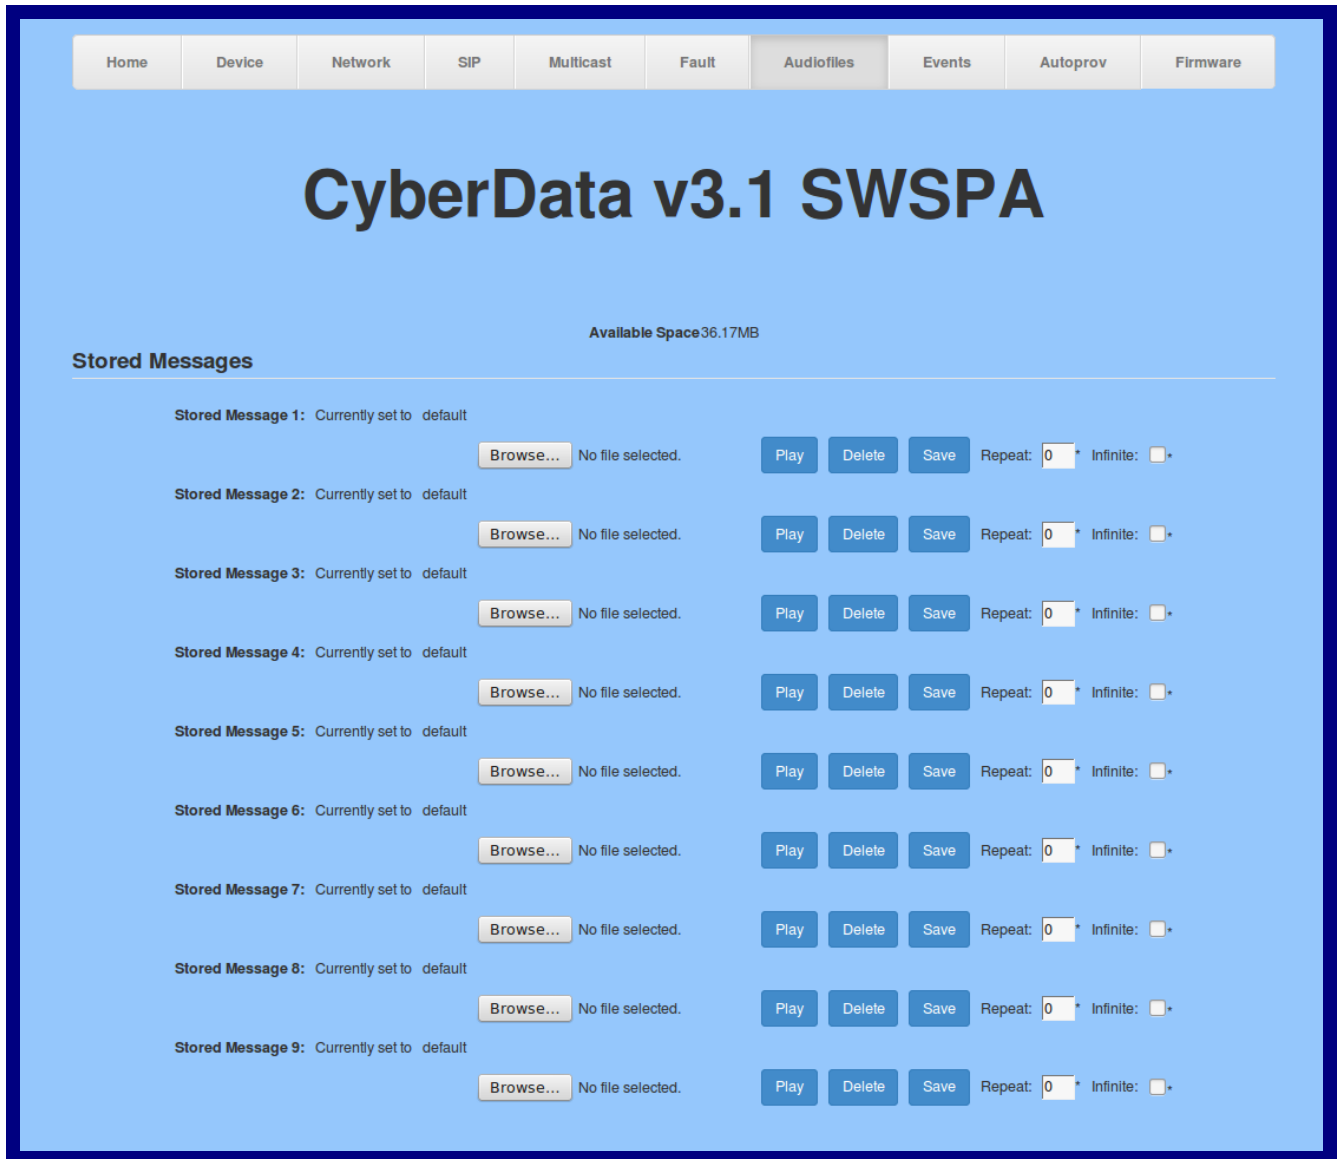 Home Device Network SIP Multicast Fault Audiofiles Events Autoprov Firmware
CyberData v3.1 SWSPA
Available Space 36.17MB
Stored Messages
Stored Message 1: Currently set to default
Browse... No file selected. Play Delete Save Repeat: 0 * Infinite: *
Stored Message 2: Currently set to default
Browse... No file selected. Play Delete Save Repeat: 0 * Infinite: *
Stored Message 3: Currently set to default
Browse... No file selected. Play Delete Save Repeat: 0 * Infinite: *
Stored Message 4: Currently set to default
Browse... No file selected. Play Delete Save Repeat: 0 * Infinite: *
Stored Message 5: Currently set to default
Browse... No file selected. Play Delete Save Repeat: 0 * Infinite: *
Stored Message 6: Currently set to default
Browse... No file selected. Play Delete Save Repeat: 0 * Infinite: *
Stored Message 7: Currently set to default
Browse... No file selected. Play Delete Save Repeat: 0 * Infinite: *
Stored Message 8: Currently set to default
Browse... No file selected. Play Delete Save Repeat: 0 * Infinite: *
Stored Message 9: Currently set to default
Browse... No file selected. Play Delete Save Repeat: 0 * Infinite: *